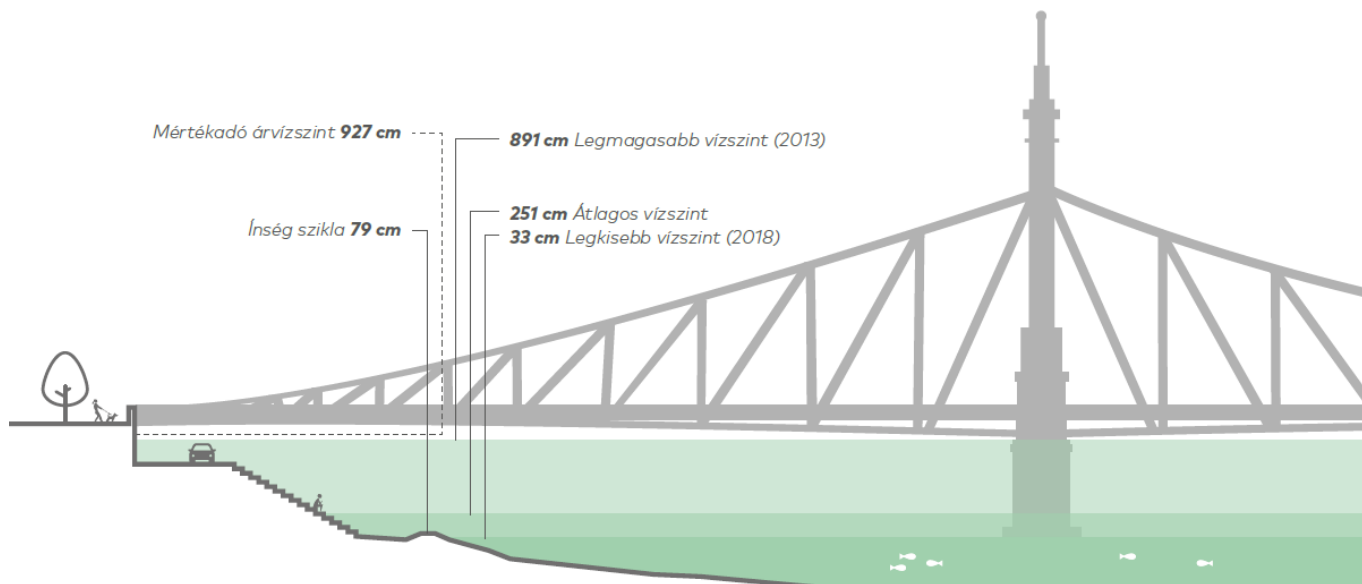 Mértékadó árvízszint 927 cm
891 cm Legmagasabb vízszint (2013)
Ínség szikla 79 cm
251 cm Átlagos vízszint
33 cm Legkisebb vízszint (2018)